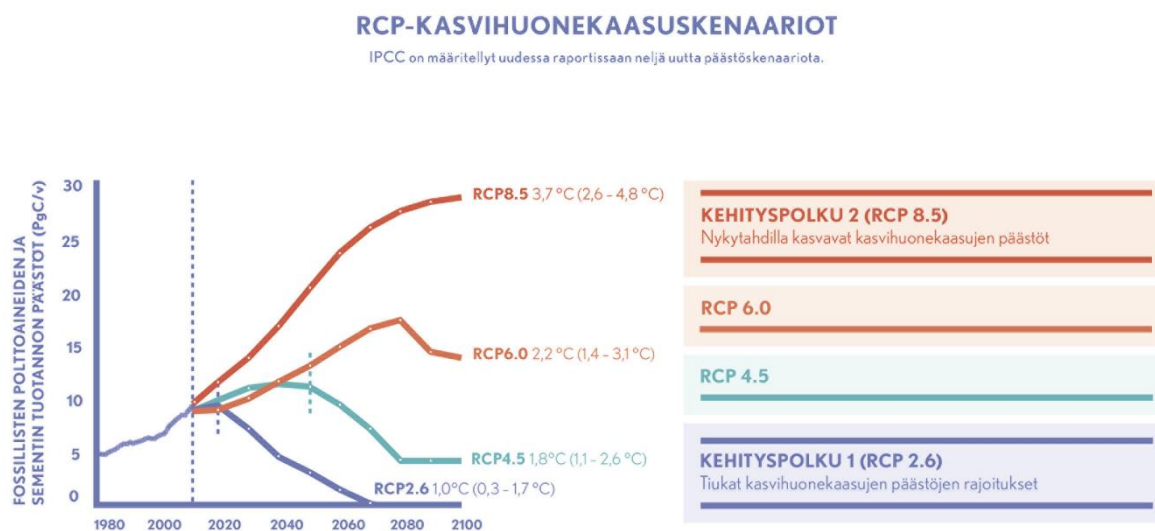 RCP-KASVIHUONEKAASUSKENAARIOT
IPCC on määritellyt uudessa raportissaan neljä uutta päästöskenaariota.
FOSSILLISTEN POLTTOAINEIDEN JA
SEMENTIN TUOTANNON PÄÄSTÖT (PgC/v)
30
25
20
15
10
5
0
1980 2000 2020 2040 2060 2080 2100
RCP8.5 3,7 °C (2,6 – 4,8 °C)
RCP6.0 2,2 °C (1,4 – 3,1 °C)
RCP4.5 1,8°C (1,1 – 2,6 °C)
RCP2.6 1,0°C (0,3 – 1,7 °C)
KEHITYSPOLKU 2 (RCP 8.5)
Nykytahdilla kasvavat kasvihuonekaasujen päästöt
RCP 6.0
RCP 4.5
KEHITYSPOLKU 1 (RCP 2.6)
Tiukat kasvihuonekaasujen päästöjen rajoitukset